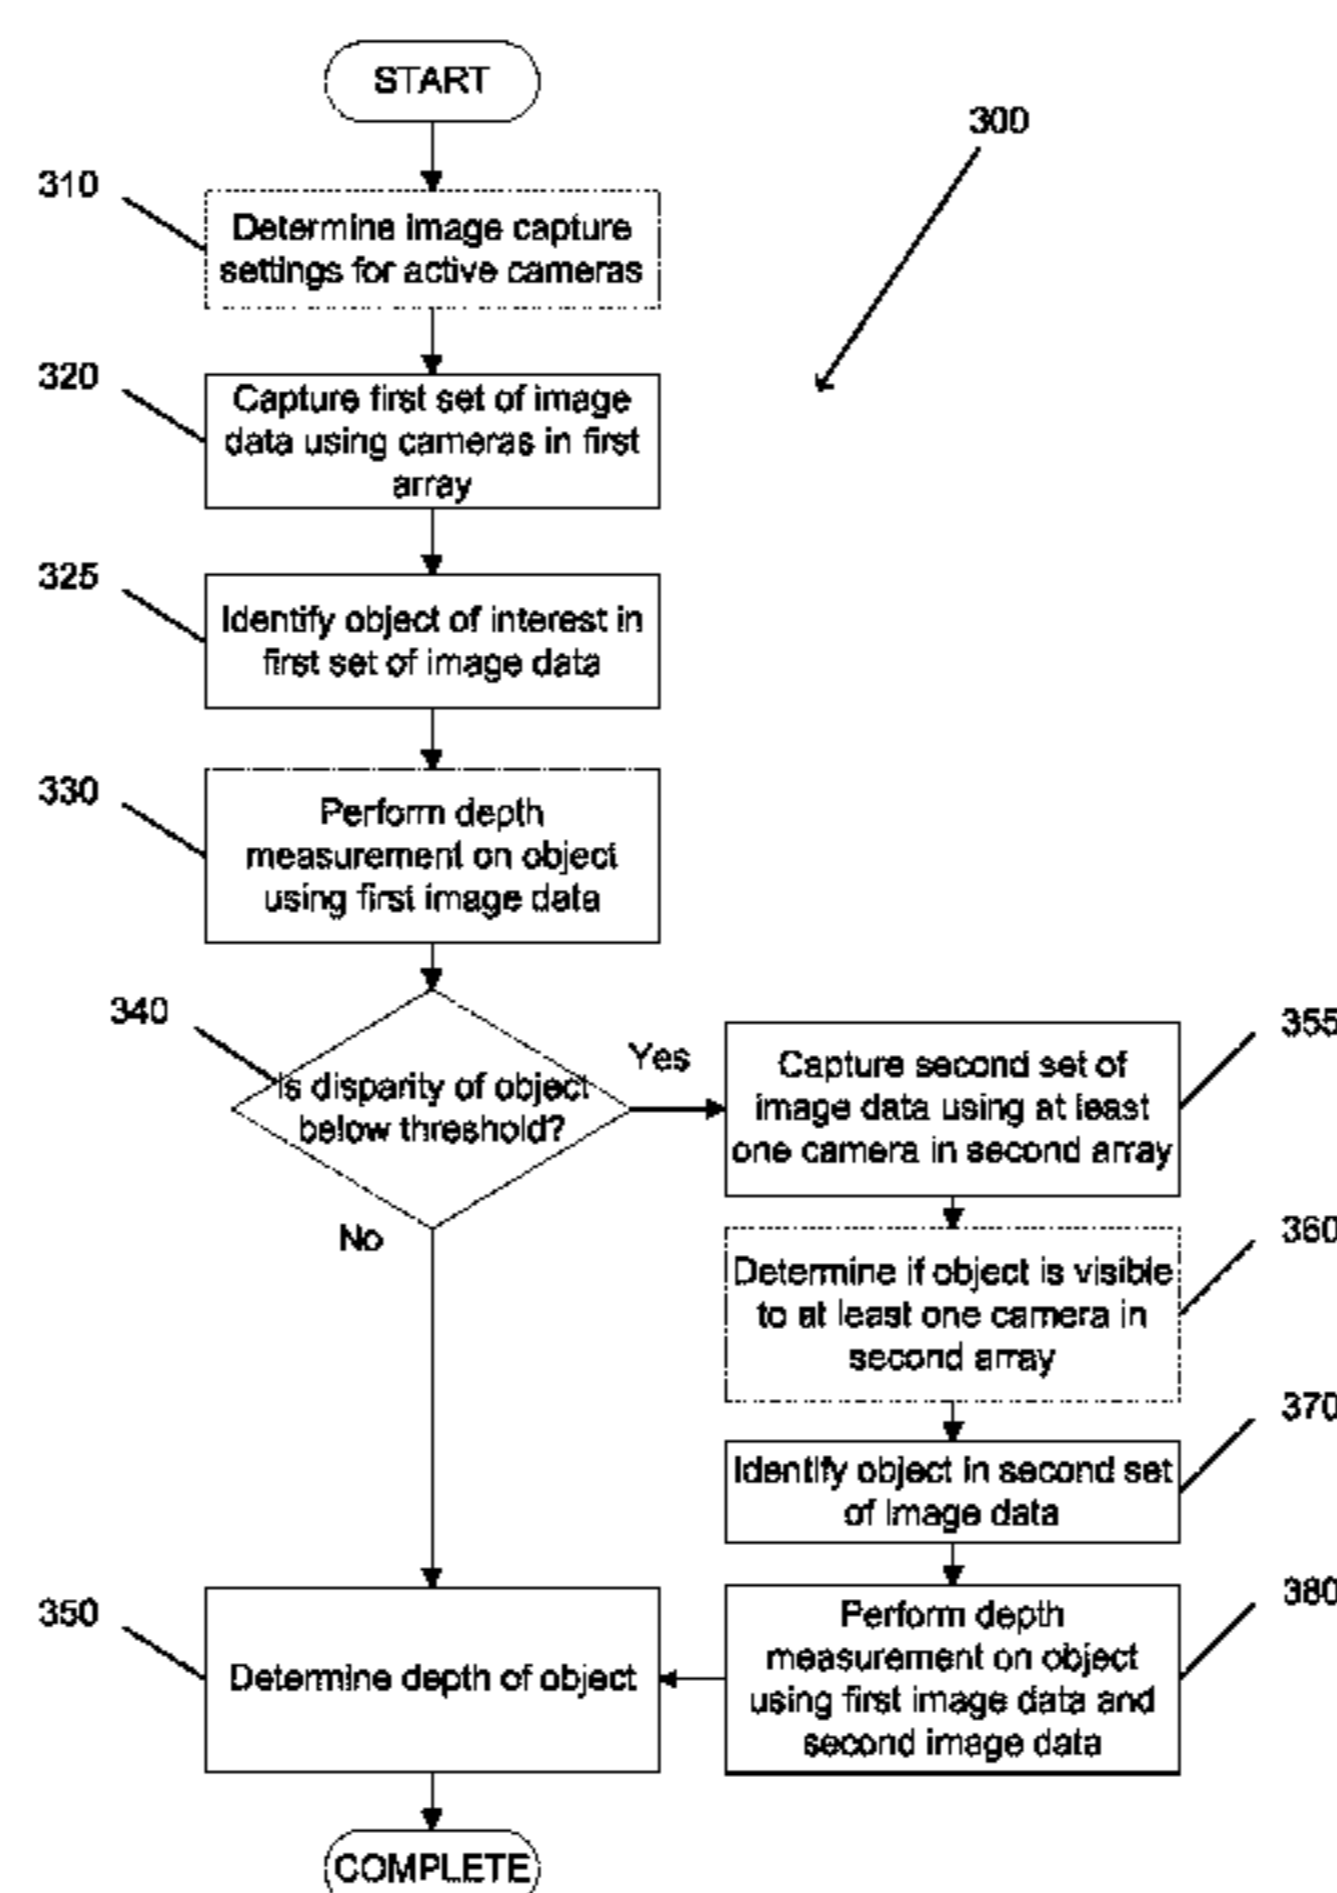 START
300
310
Determine image capture
settings for active cameras
320
Capture first set of image
data using cameras in first
array
325
Identify object of interest in
first set of image data
330
Perform depth
measurement on object
using first image data
340
Is disparity of object
below threshold?
Yes
No
355
Capture second set of
image data using at least
one camera in second array
360
Determine if object is visible
to at least one camera in
second array
370
Identify object in second set
of image data
380
Perform depth
measurement on object
using first image data and
second image data
350
Determine depth of object
COMPLETE